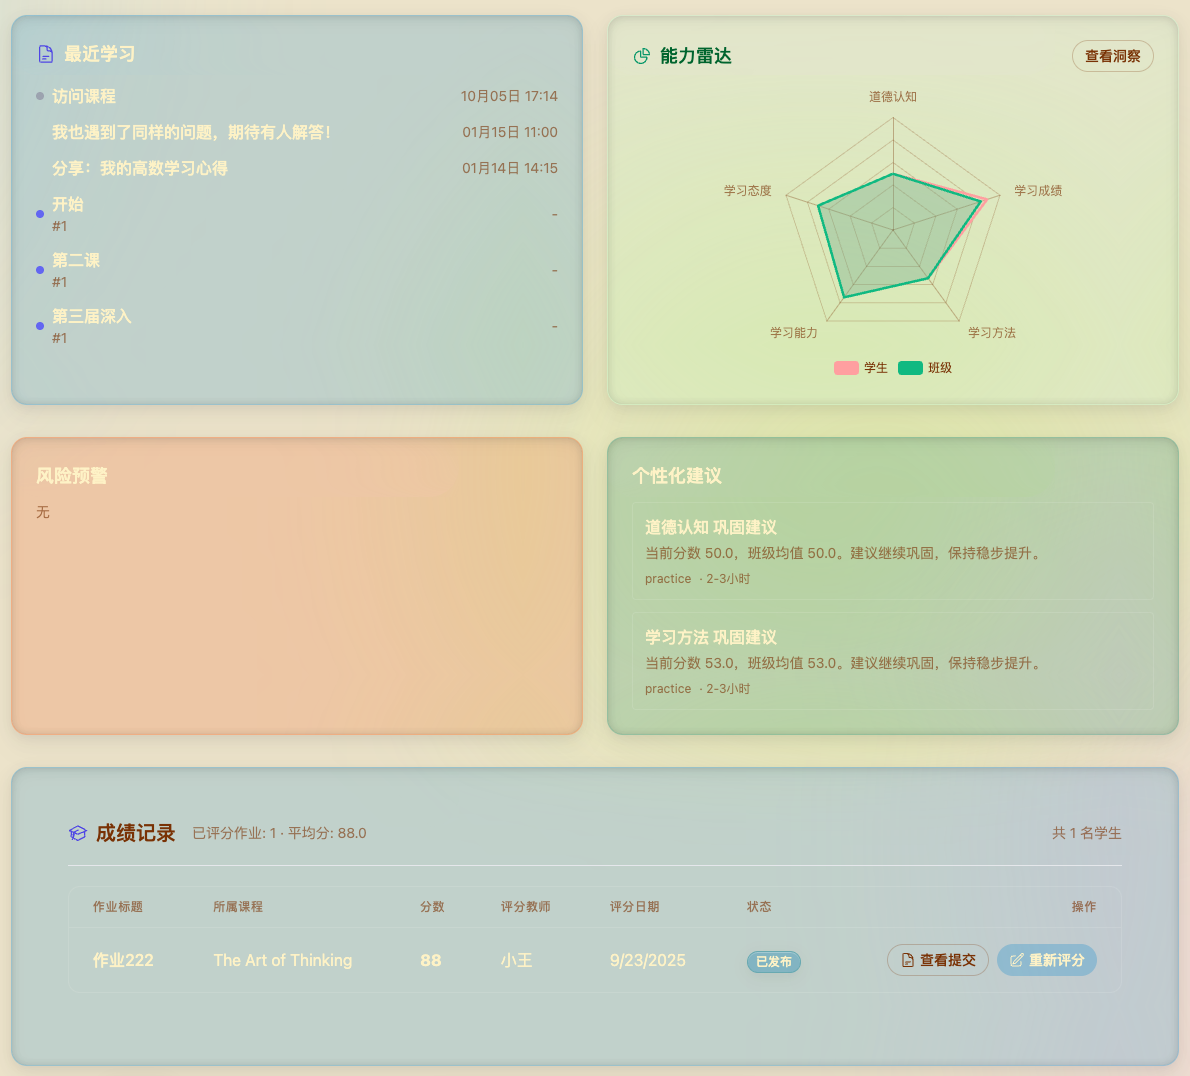 最近学习
访问课程 10月05日 17:14
我也遇到了同样的问题，期待有人解答！ 01月15日 11:00
分享：我的高数学习心得 01月14日 14:15
开始 -
#1
第二课 -
#1
第三届深入 -
#1
能力雷达 查看洞察
道德认知
学习态度 学习成绩
学习能力 学习方法
学生 班级
风险预警
无
个性化建议
道德认知 巩固建议
当前分数 50.0，班级均值 50.0。建议继续巩固，保持稳步提升。
practice · 2-3小时
学习方法 巩固建议
当前分数 53.0，班级均值 53.0。建议继续巩固，保持稳步提升。
practice · 2-3小时
成绩记录 已评分作业: 1 · 平均分: 88.0 共 1 名学生
作业标题 所属课程 分数 评分教师 评分日期 状态 操作
作业222 The Art of Thinking 88 小王 9/23/2025 已发布 查看提交 重新评分